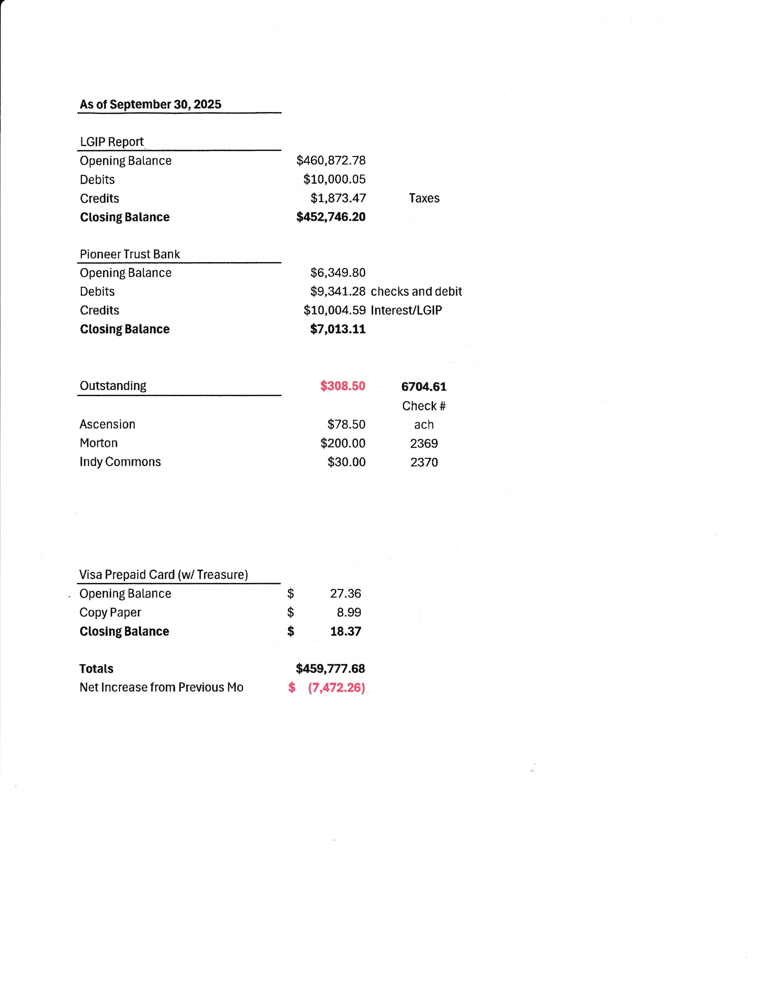 As of September 30, 2025
LGIP Report
Opening Balance $460,872.78
Debits $10,000.05
Credits $1,873.47 Taxes
Closing Balance $452,746.20
Pioneer Trust Bank
Opening Balance $6,349.80
Debits $9,341.28 checks and debit
Credits $10,004.59 Interest/LGIP
Closing Balance $7,013.11
Outstanding $308.50 6704.61
Check #
Ascension $78.50 ach
Morton $200.00 2369
Indy Commons $30.00 2370
Visa Prepaid Card (w/ Treasure)
Opening Balance $ 27.36
Copy Paper $ 8.99
Closing Balance $ 18.37
Totals $459,777.68
Net Increase from Previous Mo $ (7,472.26)